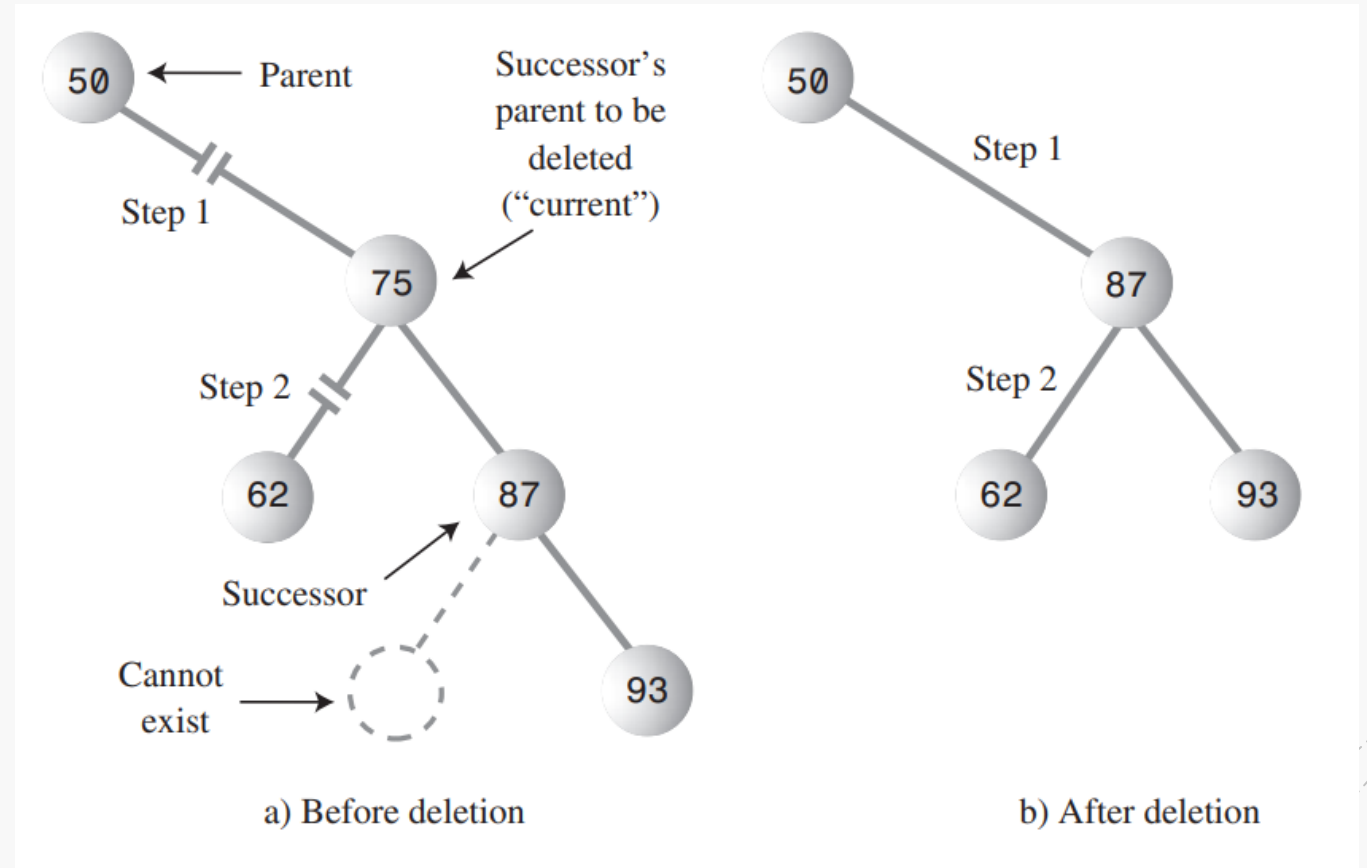 50
Parent
Successor's
parent to be
deleted
("current")
Step 1
75
Step 2
62
87
Successor
Cannot
exist
93
a) Before deletion
50
Step 1
87
Step 2
62
93
b) After deletion